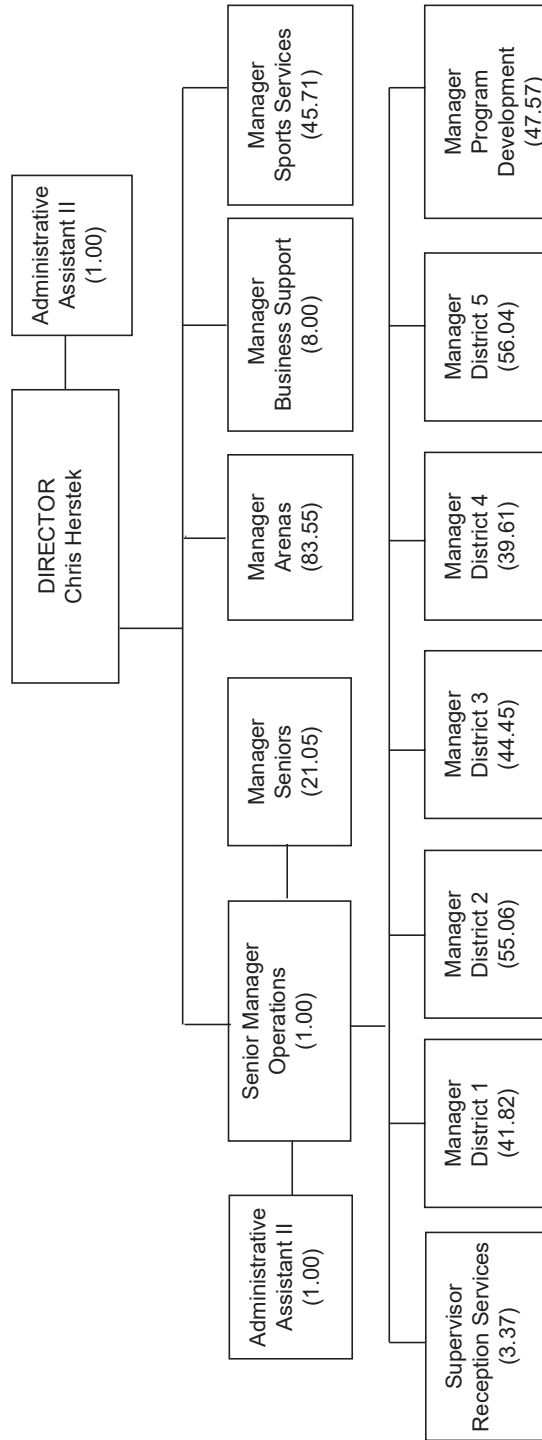 DIRECTOR
Chris Herstek
Administrative
Assistant II
(1.00)
Administrative
Assistant II
(1.00)
Senior Manager
Operations
(1.00)
Manager
Seniors
(21.05)
Manager
Arenas
(83.55)
Manager
Business Support
(8.00)
Manager
Sports Services
(45.71)
Supervisor
Reception Services
(3.37)
Manager
District 1
(41.82)
Manager
District 2
(55.06)
Manager
District 3
(44.45)
Manager
District 4
(39.61)
Manager
District 5
(56.04)
Manager
Program
Development
(47.57)